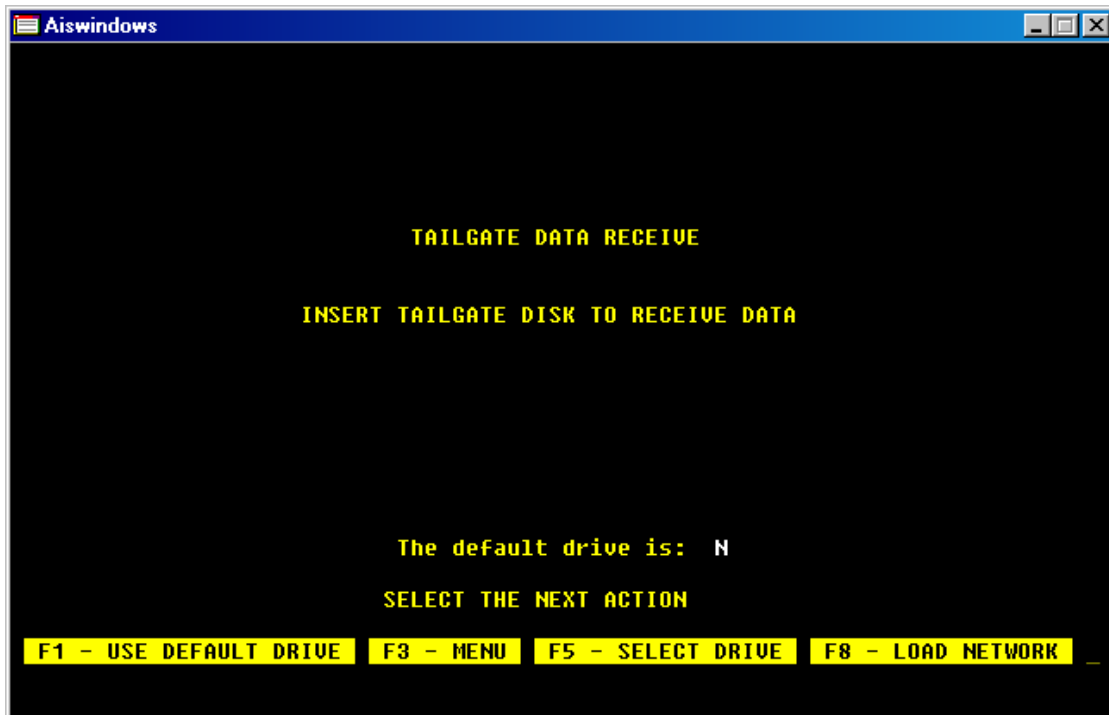 Aiswindows
TAILGATE DATA RECEIVE
INSERT TAILGATE DISK TO RECEIVE DATA
The default drive is: N
SELECT THE NEXT ACTION
F1 - USE DEFAULT DRIVE F3 - MENU F5 - SELECT DRIVE F8 - LOAD NETWORK _